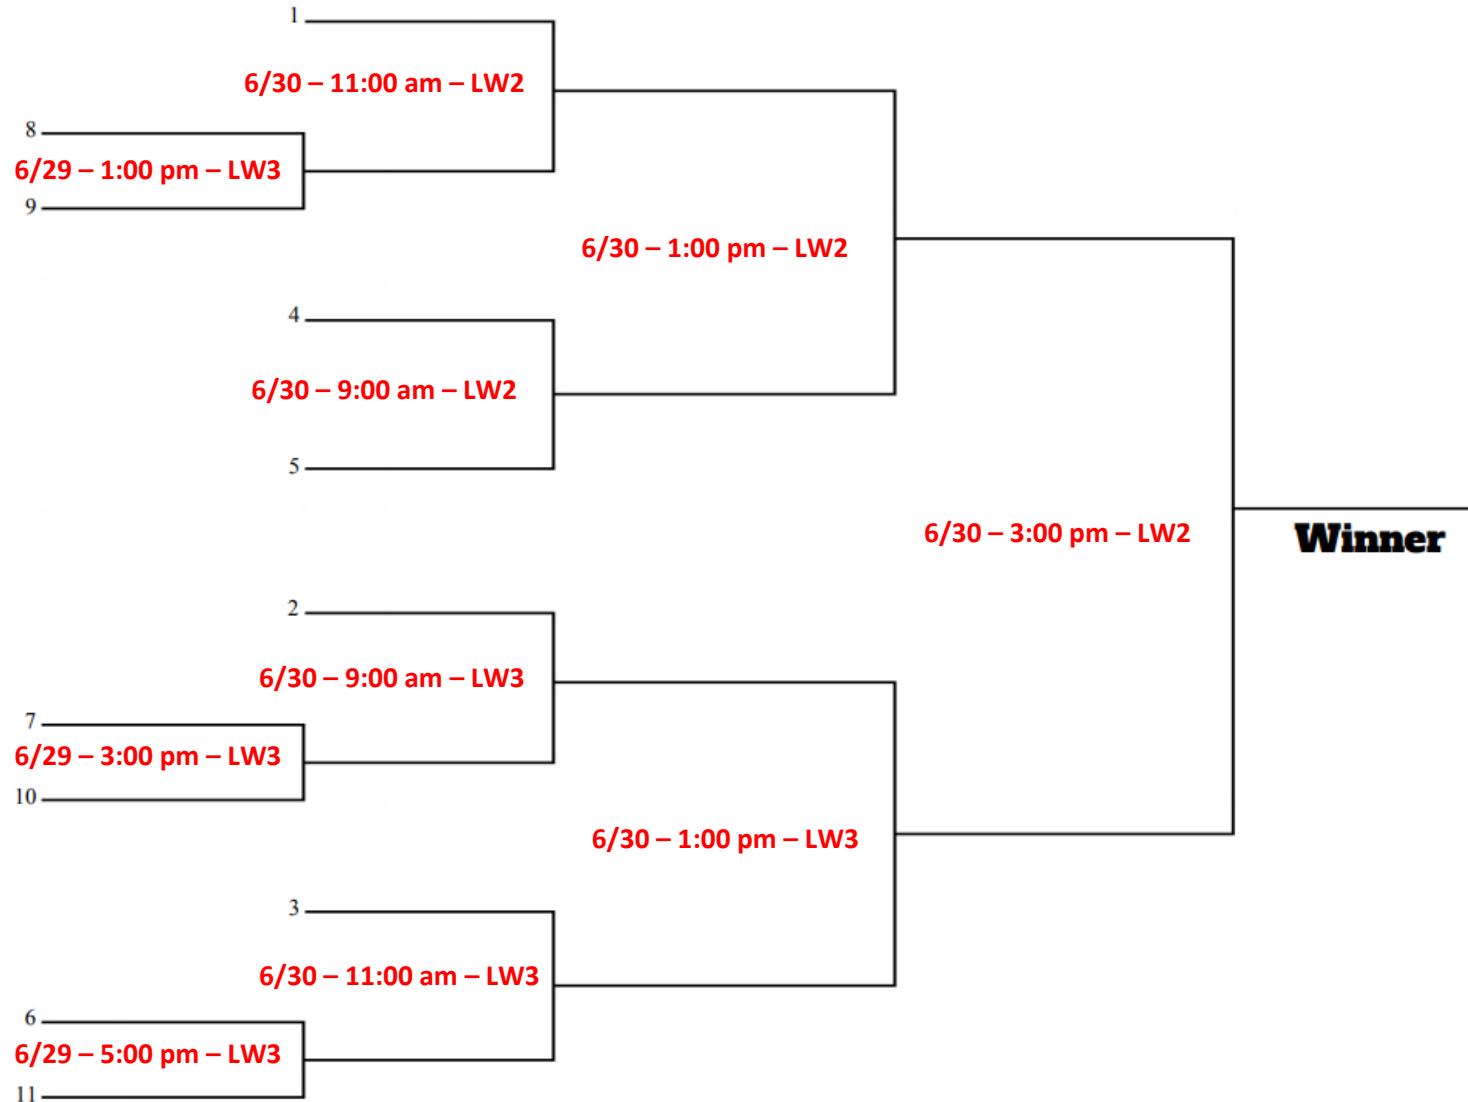 1
6/30 – 11:00 am – LW2
8
6/29 – 1:00 pm – LW3
9
6/30 – 1:00 pm – LW2
4
6/30 – 9:00 am – LW2
5
6/30 – 3:00 pm – LW2
Winner
2
6/30 – 9:00 am – LW3
7
6/29 – 3:00 pm – LW3
10
6/30 – 1:00 pm – LW3
3
6/30 – 11:00 am – LW3
6
6/29 – 5:00 pm – LW3
11